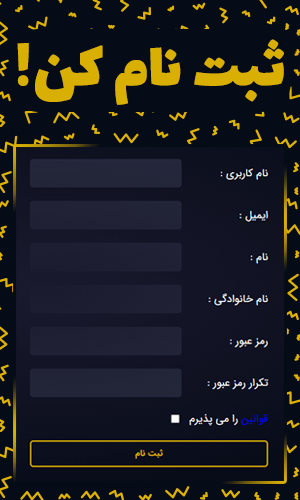 ثبت نام کن!
نام کاربری :
ایمیل :
نام :
نام خانوادگی :
رمز عبور :
تکرار رمز عبور :
قوانین را می پذیرم
ثبت نام